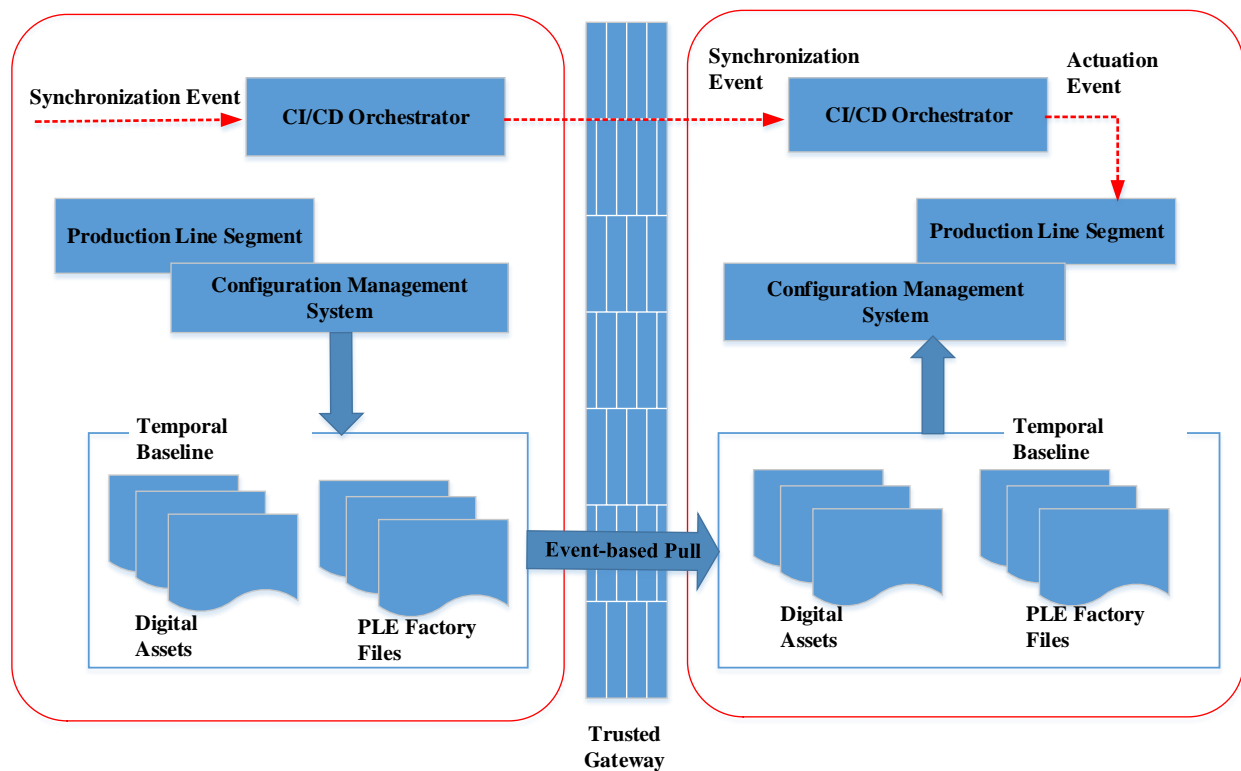 Synchronization Event
CI/CD Orchestrator
Production Line Segment
Configuration Management
System
Temporal
Baseline
Digital
Assets
PLE Factory
Files
Event-based Pull
Trusted
Gateway
Synchronization
Event
CI/CD Orchestrator
Actuation
Event
Production Line Segment
Configuration Management
System
Temporal
Baseline
Digital
Assets
PLE Factory
Files